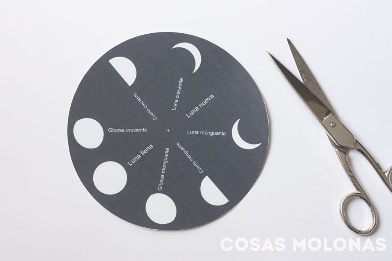 Luna nueva
Luna creciente
Cuarto creciente
Gibosa creciente
Luna llena
Gibosa menguante
Cuarto menguante
Luna menguante
COSAS MOLONAS